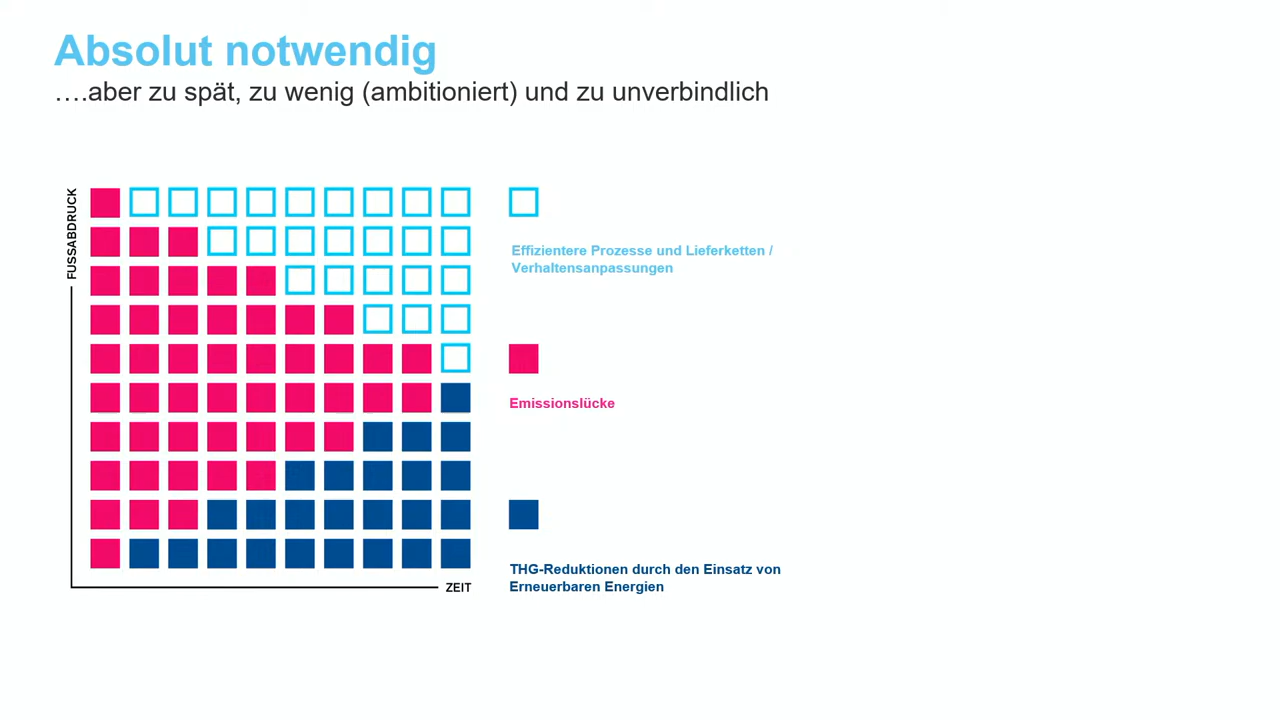 Absolut notwendig
….aber zu spät, zu wenig (ambitioniert) und zu unverbindlich
FUSSABDRUCK
Effizientere Prozesse und Lieferketten /
Verhaltensanpassungen
Emissionslücke
THG-Reduktionen durch den Einsatz von
Erneuerbaren Energien
ZEIT